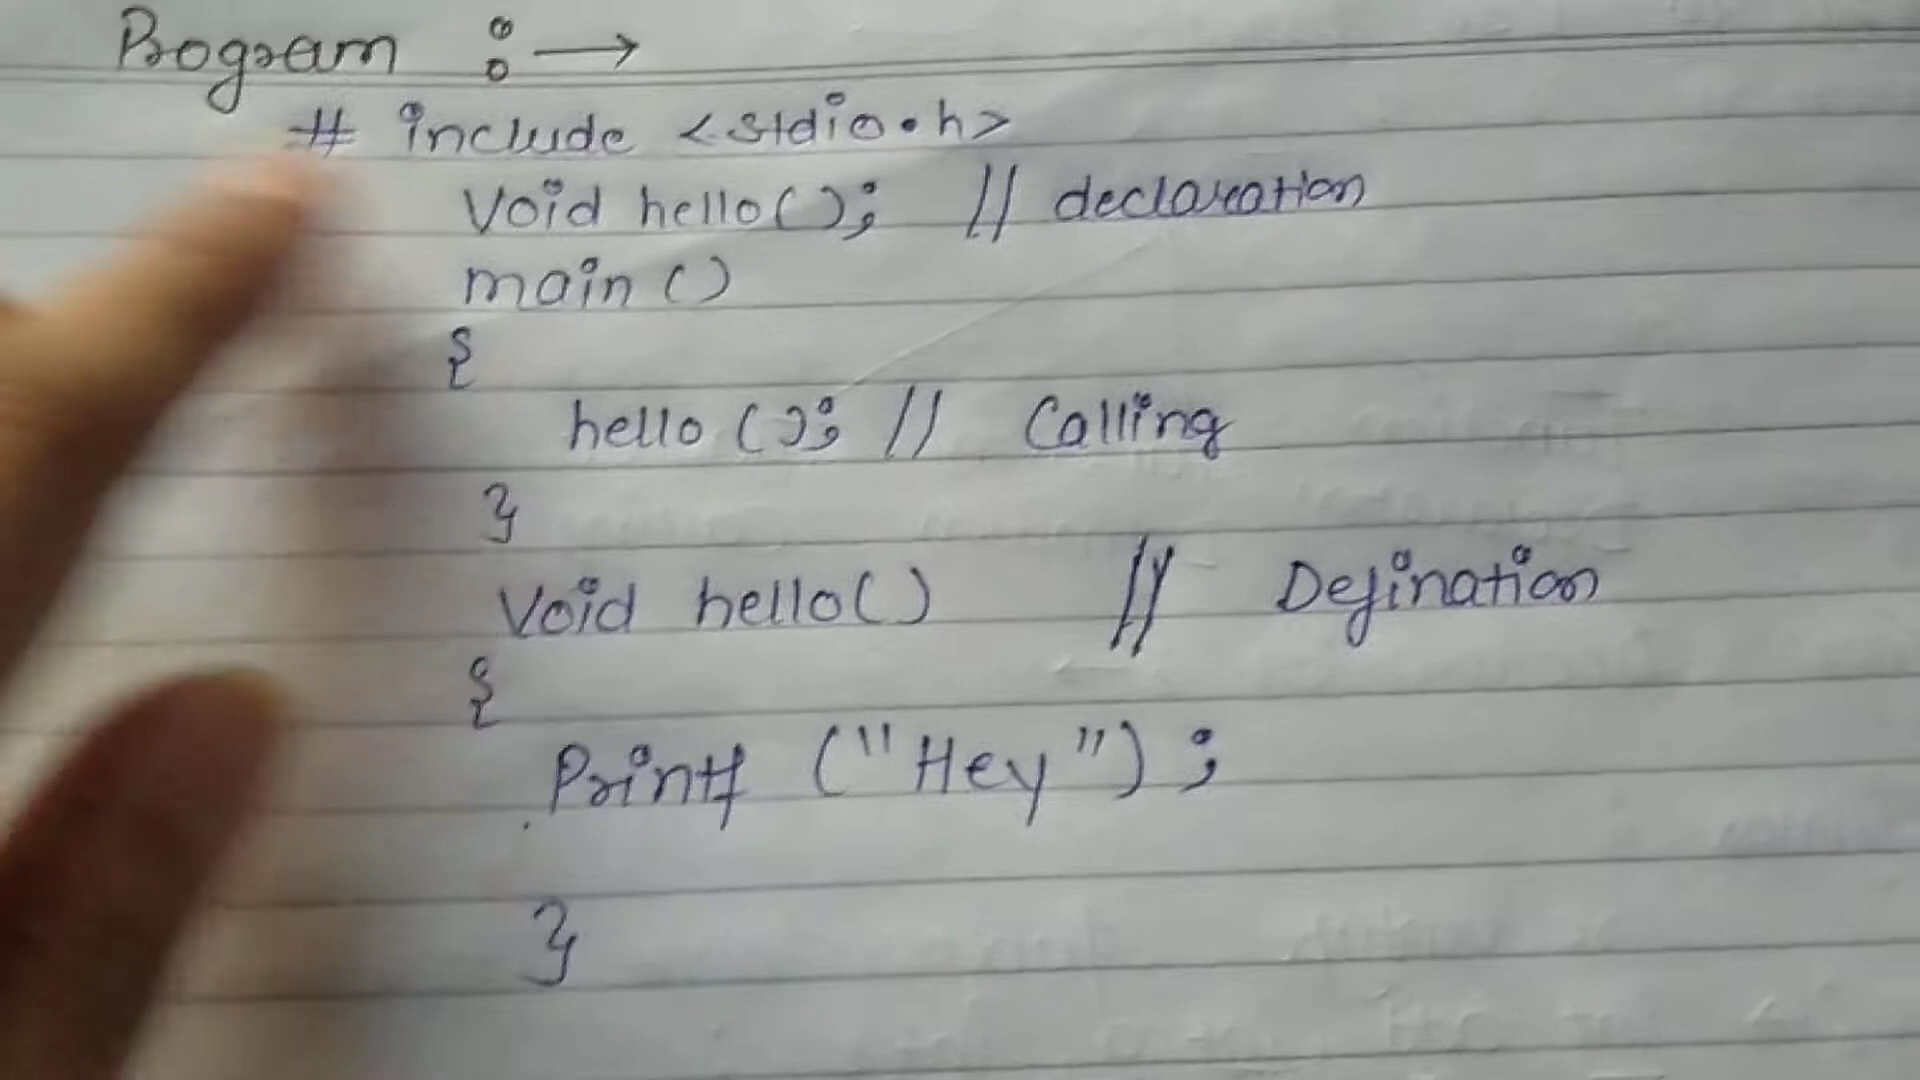 Program :→
# include <stdio.h>
Void hello(); // declaration
main ()
{
hello (); // Calling
}
Void hello() // Defination
{
Printf ("Hey");
}